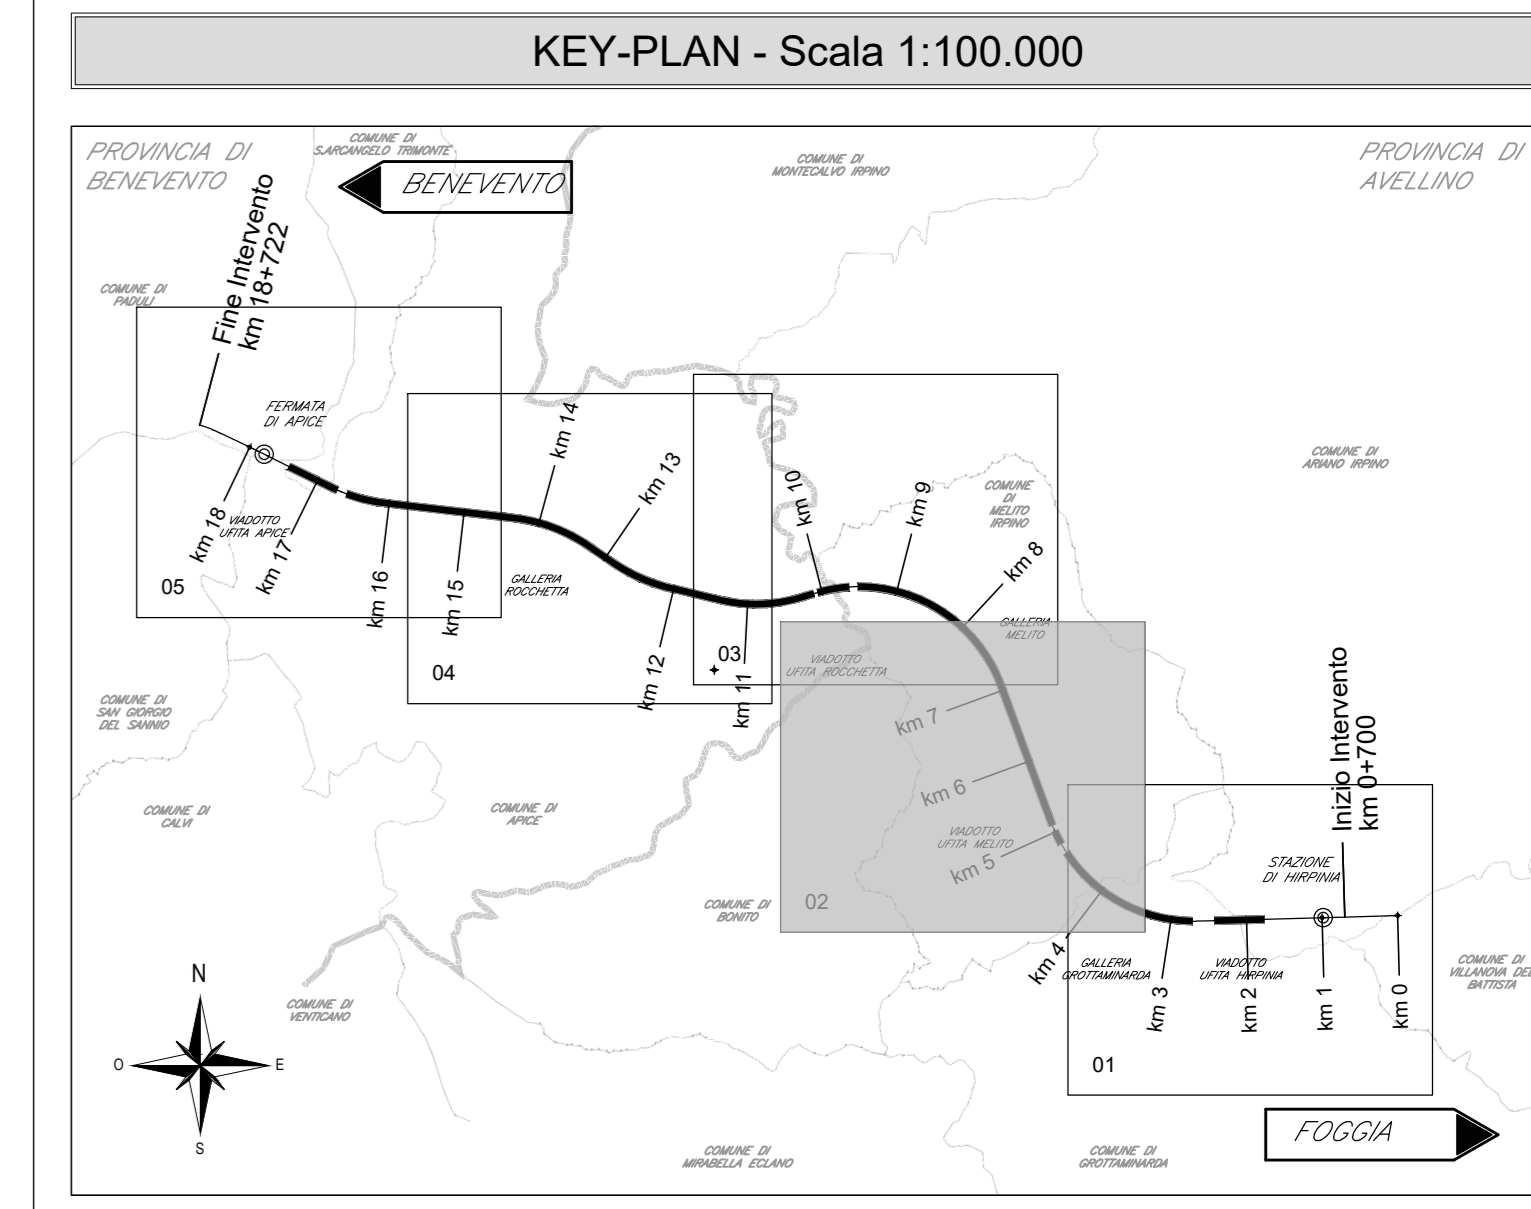 KEY-PLAN - Scala 1:100.000
PROVINCIA DI
BENEVENTO
COMUNE DI
S.ARCANGELO TRIMONTE
BENEVENTO
COMUNE DI
MONTECALVO IRPINO
PROVINCIA DI
AVELLINO
COMUNE DI
PADULI
Fine Intervento
km 18+722
FERMATA
DI APICE
km 14
km 13
km 10
km 9
COMUNE
DI
MELITO
IRPINO
COMUNE DI
ARIANO IRPINO
km 18
VIADOTTO
UFITA APICE
km 17
km 16
km 15
05
GALLERIA
ROCCHETTA
km 8
GALLERIA
MELITO
04
km 12
03
km 11
VIADOTTO
UFITA ROCCHETTA
km 7
COMUNE DI
SAN GIORGIO
DEL SANNIO
Inizio Intervento
km 0+700
km 6
COMUNE DI
CALVI
COMUNE DI
APICE
VIADOTTO
UFITA MELITO
km 5
STAZIONE
DI HIRPINIA
02
COMUNE DI
BONITO
km 4
GALLERIA
GROTTAMINARDA
km 3
VIADOTTO
UFITA HIRPINIA
km 2
km 1
km 0
COMUNE DI
VILLANOVA DEL
BATTISTA
COMUNE DI
VENTICANO
N
O
E
S
01
FOGGIA
COMUNE DI
MIRABELLA ECLANO
COMUNE DI
GROTTAMINARDA